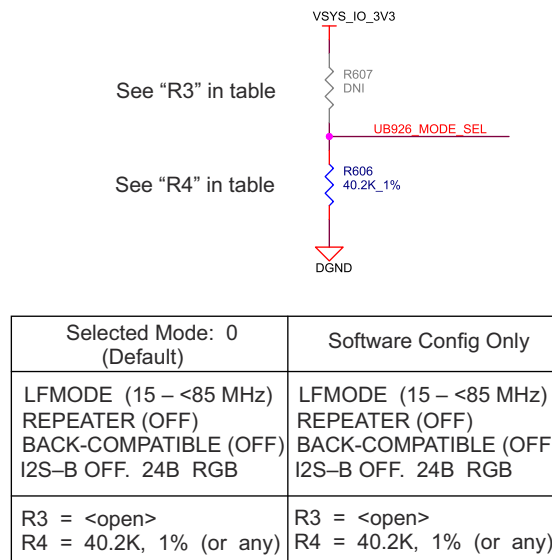 VSYS_IO_3V3
See "R3" in table
R607
DNI
UB926_MODE_SEL
See "R4" in table
R606
40.2K_1%
DGND
Selected Mode: 0
(Default)
Software Config Only
LFMODE (15 – <85 MHz)
REPEATER (OFF)
BACK-COMPATIBLE (OFF)
I2S–B OFF. 24B RGB
LFMODE (15 – <85 MHz)
REPEATER (OFF)
BACK-COMPATIBLE (OFF
I2S–B OFF. 24B RGB
R3 = <open>
R4 = 40.2K, 1% (or any)
R3 = <open>
R4 = 40.2K, 1% (or any)